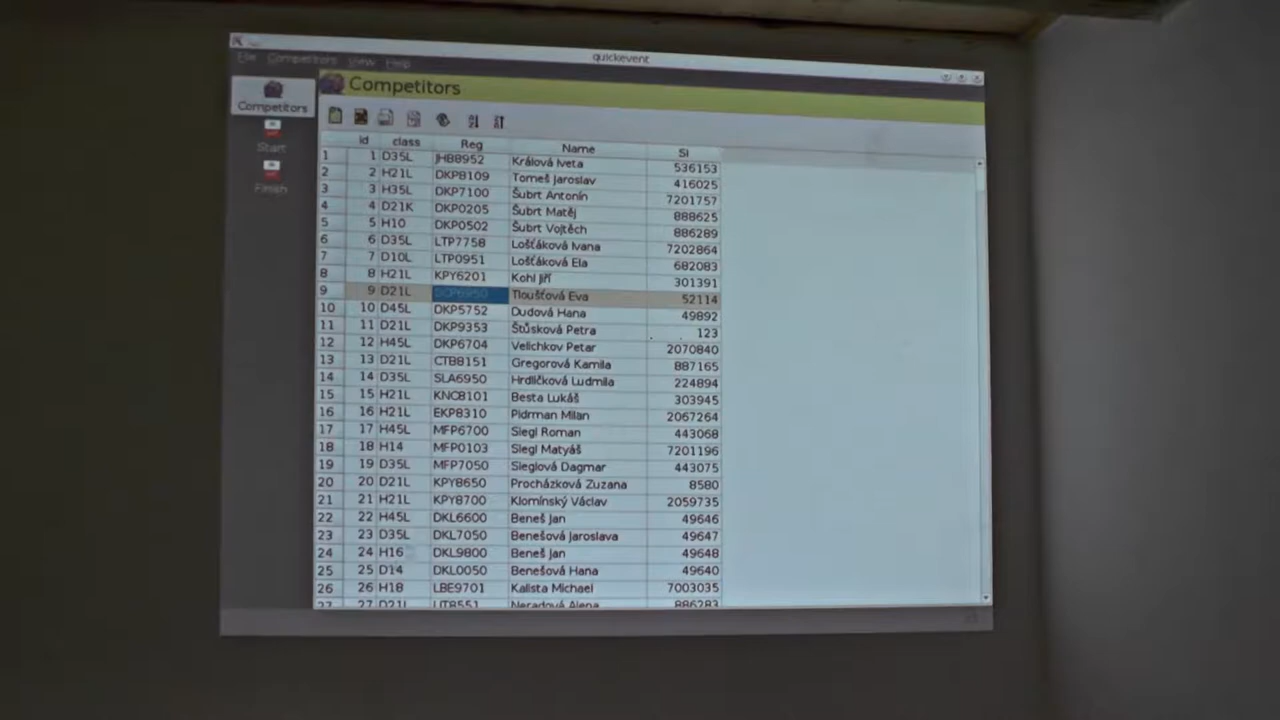 quickevent
File Competitors View Help
Competitors
Competitors
Start
Finish
id class Reg Name SI
1 1 D35L JHB8952 Králová Iveta 536153
2 2 H21L DKP8109 Tomeš Jaroslav 416025
3 3 H35L DKP7100 Šubrt Antonín 7201757
4 4 D21K DKP0205 Šubrt Matěj 888625
5 5 H10 DKP0502 Šubrt Vojtěch 886289
6 6 D35L LTP7758 Lošťáková Ivana 7202864
7 7 D10L LTP0951 Lošťáková Ela 682083
8 8 H21L KPY6201 Kohl Jiří 301391
9 9 D21L Tloušťová Eva 52114
10 10 D45L DKP5752 Dudová Hana 49892
11 11 D21L DKP9353 Štůsková Petra 123
12 12 H45L DKP6704 Velichkov Petar 2070840
13 13 D21L CTB8151 Gregorová Kamila 887165
14 14 D35L SLA6950 Hrdličková Ludmila 224894
15 15 H21L KNC8101 Besta Lukáš 303945
16 16 H21L EKP8310 Pidrman Milan 2067264
17 17 H45L MFP6700 Siegl Roman 443068
18 18 H14 MFP0103 Siegl Matyáš 7201196
19 19 D35L MFP7050 Sieglová Dagmar 443075
20 20 D21L KPY8650 Procházková Zuzana 8580
21 21 H21L KPY8700 Klomínský Václav 2059735
22 22 H45L DKL6600 Beneš Jan 49646
23 23 D35L DKL7050 Benešová Jaroslava 49647
24 24 H16 DKL9800 Beneš Jan 49648
25 25 D14 DKL0050 Benešová Hana 49640
26 26 H18 LBE9701 Kalista Michael 7003035
27 27 D21L Neradová Alena 886283